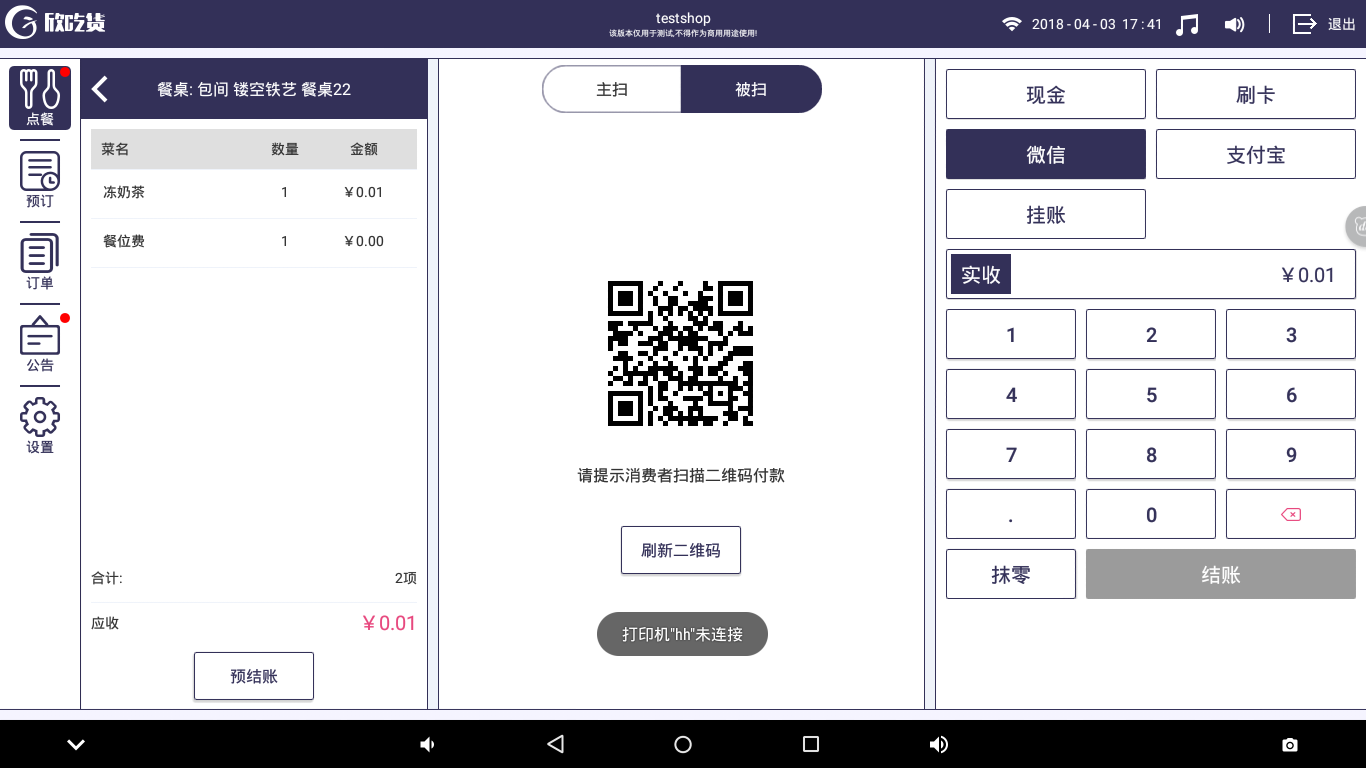 欣吃货
testshop
该版本仅用于测试,不得作为商用用途使用!
2018-04-03 17:41
退出
点餐
预订
订单
公告
设置
餐桌: 包间 镂空铁艺 餐桌22
菜名 数量 金额
冻奶茶 1 ￥0.01
餐位费 1 ￥0.00
合计: 2项
应收 ￥0.01
预结账
主扫 被扫
请提示消费者扫描二维码付款
刷新二维码
打印机"hh"未连接
现金 刷卡
微信 支付宝
挂账
实收 ￥0.01
1 2 3
4 5 6
7 8 9
. 0
抹零 结账